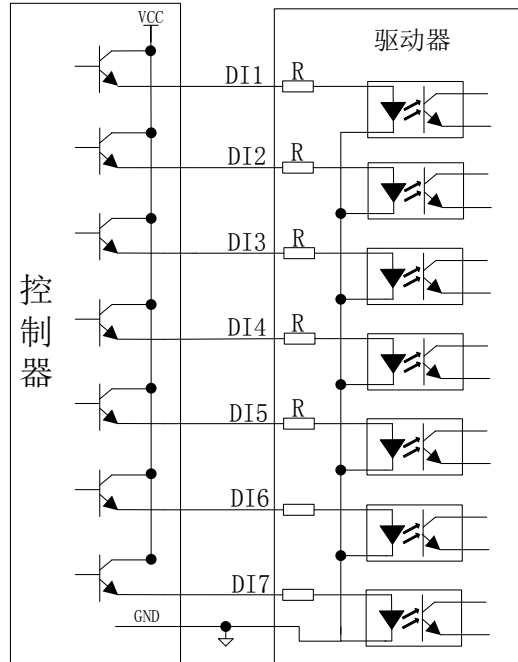 VCC
驱动器
DI1 R
DI2 R
DI3 R
控制器
DI4 R
DI5 R
DI6
DI7
GND